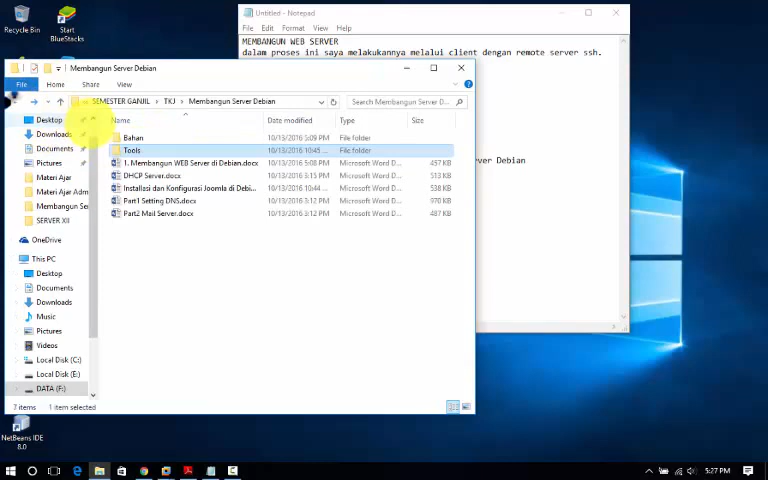 Recycle Bin
Start
BlueStacks
Untitled - Notepad
File Edit Format View Help
MEMBANGUN WEB SERVER
dalam proses ini saya melakukannya melalui client dengan remote server ssh.
Membangun Server Debian
File Home Share View
SEMESTER GANJIL TKJ Membangun Server Debian
Search Membangun Server D...
Name Date modified Type Size
Desktop
Downloads
Documents
Pictures
Materi Ajar
Materi Ajar Adm
Membangun Se
SERVER XII
OneDrive
This PC
Desktop
Documents
Downloads
Music
Pictures
Videos
Local Disk (C:)
Local Disk (E:)
DATA (F:)
Bahan 10/13/2016 5:09 PM File folder
Tools 10/13/2016 10:45 ... File folder
1. Membangun WEB Server di Debian.docx 10/13/2016 5:08 PM Microsoft Word D... 457 KB
DHCP Server.docx 10/13/2016 3:15 PM Microsoft Word D... 513 KB
Installasi dan Konfigurasi Joomla di Debi... 10/13/2016 10:44 ... Microsoft Word D... 538 KB
Part1 Setting DNS.docx 10/13/2016 3:12 PM Microsoft Word D... 970 KB
Part2 Mail Server.docx 10/13/2016 3:12 PM Microsoft Word D... 487 KB
rver Debian
7 items 1 item selected
NetBeans IDE
8.0
5:27 PM